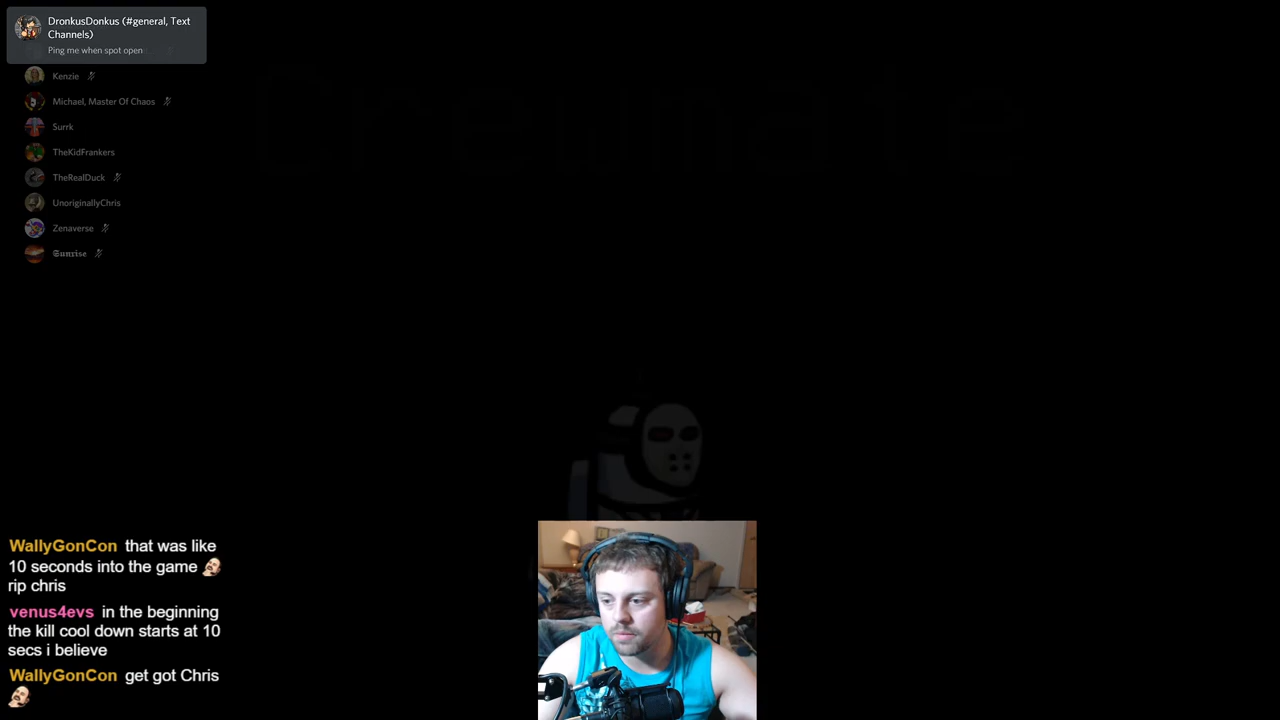 DronkusDonkus (#general, Text
Channels)
Ping me when spot open
Kenzie
Michael, Master Of Chaos
Surrk
TheKidFrankers
TheRealDuck
UnoriginallyChris
Zenaverse
𝕾𝖚𝖓𝖗𝖎𝖘𝖊
Crewmate
WallyGonCon that was like
10 seconds into the game
rip chris
venus4evs in the beginning
the kill cool down starts at 10
secs i believe
WallyGonCon get got Chris